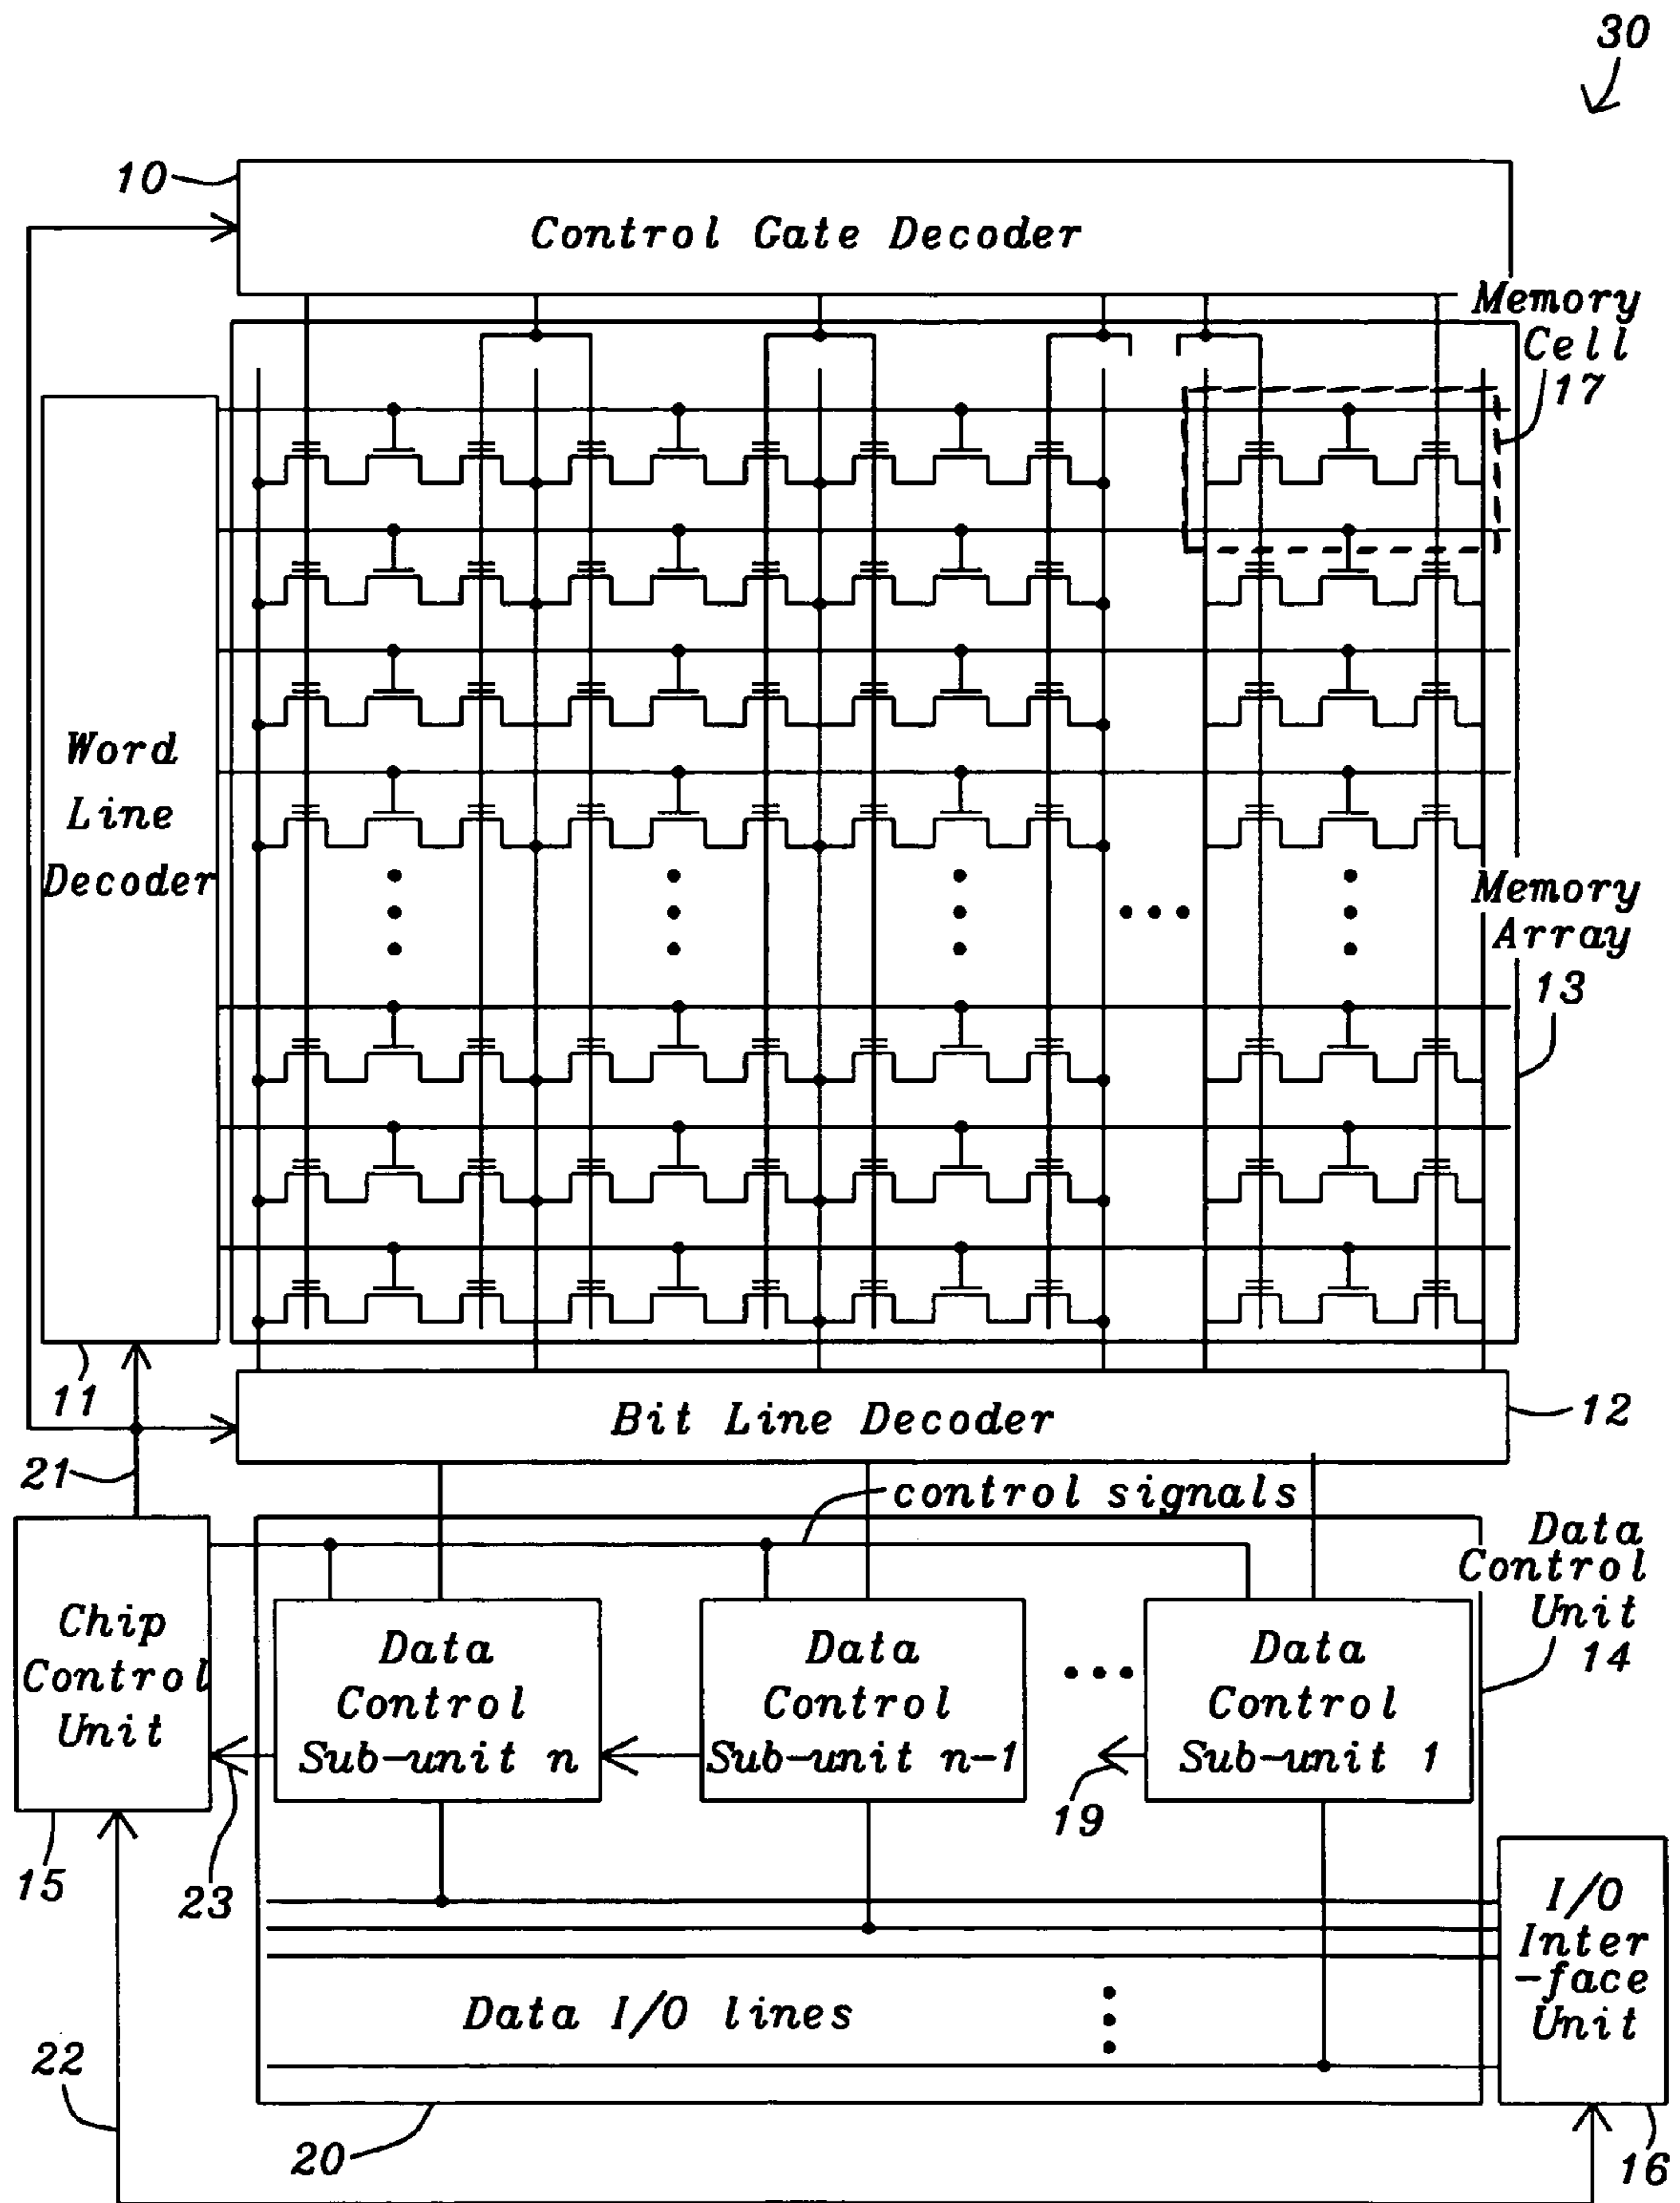 30
10
Control Gate Decoder
Memory
Cell
17
Word
Line
Decoder
Memory
Array
13
11
Bit Line Decoder
12
21
control signals
Data
Control
Unit
14
Chip
Control
Unit
Data
Control
Sub-unit n
Data
Control
Sub-unit n-1
Data
Control
Sub-unit 1
19
15
23
I/O
Inter
-face
Unit
Data I/O lines
22
20
16